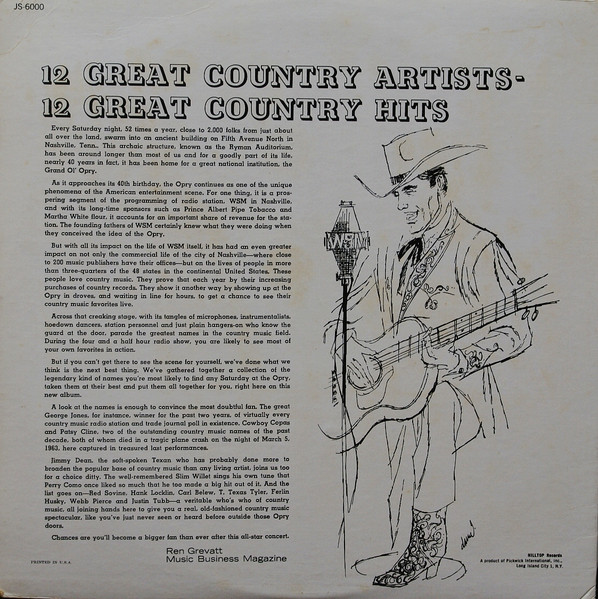 JS-6000
12 GREAT COUNTRY ARTISTS-
12 GREAT COUNTRY HITS
Every Saturday night, 52 times a year, close to 2,000 folks from just about
all over the land, swarm into an ancient building on Fifth Avenue North in
Nashville, Tenn. This archaic structure, known as the Ryman Auditorium,
has been around longer than most of us and for a goodly part of its life,
nearly 40 years in fact, it has been home for a great national institution, the
Grand Ol' Opry.
As it approaches its 40th birthday, the Opry continues as one of the unique
phenomena of the American entertainment scene. For one thing, it is a pros-
pering segment of the programming of radio station, WSM in Nashville,
and with its long-time sponsors such as Prince Albert Pipe Tobacco and
Martha White flour, it accounts for an important share of revenue for the sta-
tion. The founding fathers of WSM certainly knew what they were doing when
they conceived the idea of the Opry.
But with all its impact on the life of WSM itself, it has had an even greater
impact on not only the commercial life of the city of Nashville—where close
to 200 music publishers have their offices—but on the lives of people in more
than three-quarters of the 48 states in the continental United States. These
people love country music. They prove that each year by their increasing
purchases of country records. They show it another way by showing up at the
Opry in droves, and waiting in line for hours, to get a chance to see their
country music favorites live.
Across that creaking stage, with its tangles of microphones, instrumentalists,
hoedown dancers, station personnel and just plain hangers-on who know the
guard at the door, parade the greatest names in the country music field.
During the four and a half hour radio show, you are likely to see most of
your own favorites in action.
But if you can't get there to see the scene for yourself, we've done what we
think is the next best thing. We've gathered together a collection of the
legendary kind of names you're most likely to find any Saturday at the Opry,
taken them at their best and put them all together for you, right here on this
new album.
A look at the names is enough to convince the most doubtful fan. The great
George Jones, for instance, winner for the past two years, of virtually every
country music radio station and trade journal poll in existence. Cowboy Copas
and Patsy Cline, two of the outstanding country music names of the past
decade, both of whom died in a tragic plane crash on the night of March 5,
1963, here captured in treasured last performances.
Jimmy Dean, the soft-spoken Texan who has probably done more to
broaden the popular base of country music than any living artist, joins us too
for a choice ditty. The well-remembered Slim Willet sings his own tune that
Perry Como once liked so much that he too made a big hit out of it. And the
list goes on—Red Sovine, Hank Locklin, Carl Belew, T. Texas Tyler, Ferlin
Husky, Webb Pierce and Justin Tubb—a veritable who's who of country
music, all joining hands here to give you a real, old-fashioned country music
spectacular, like you've just never seen or heard before outside those Opry
doors.
Chances are you'll become a bigger fan than ever after this all-star concert.
Ren Grevatt
Music Business Magazine
WSM
PRINTED IN U.S.A.
HILLTOP Records
A product of Pickwick International, Inc.,
Long Island City 1, N.Y.